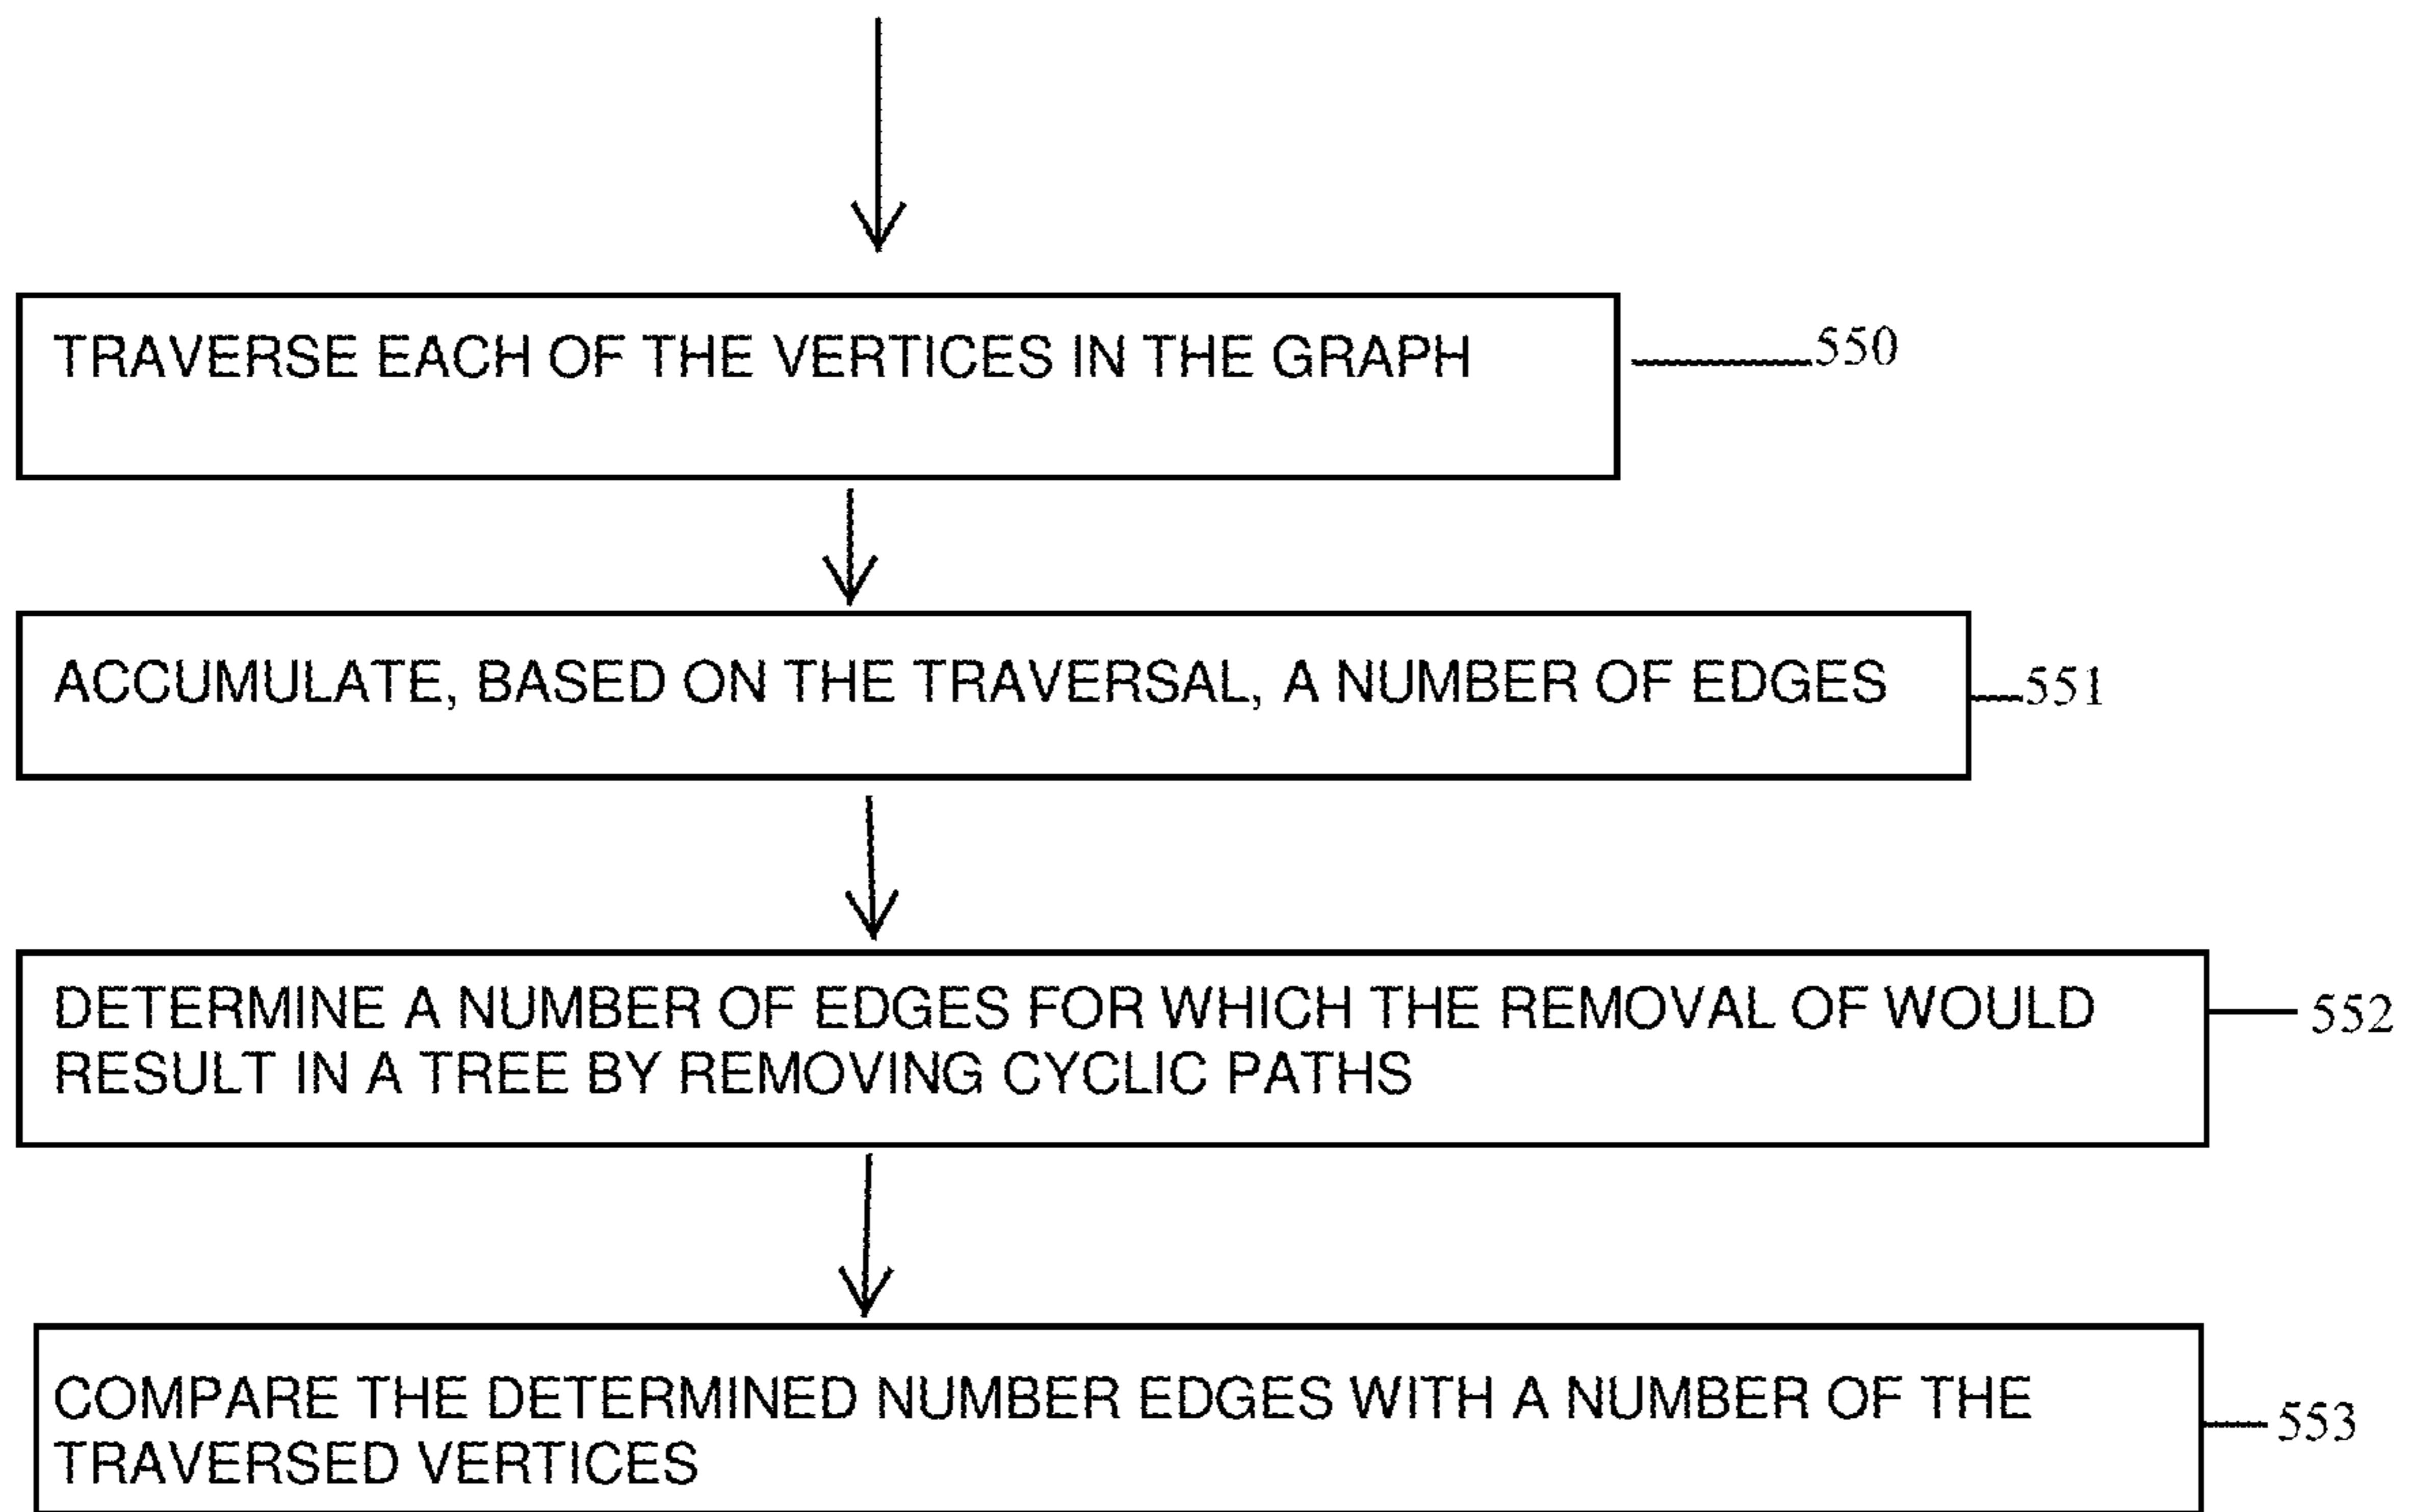 TRAVERSE EACH OF THE VERTICES IN THE GRAPH
550
ACCUMULATE, BASED ON THE TRAVERSAL, A NUMBER OF EDGES
551
DETERMINE A NUMBER OF EDGES FOR WHICH THE REMOVAL OF WOULD
RESULT IN A TREE BY REMOVING CYCLIC PATHS
552
COMPARE THE DETERMINED NUMBER EDGES WITH A NUMBER OF THE
TRAVERSED VERTICES
553